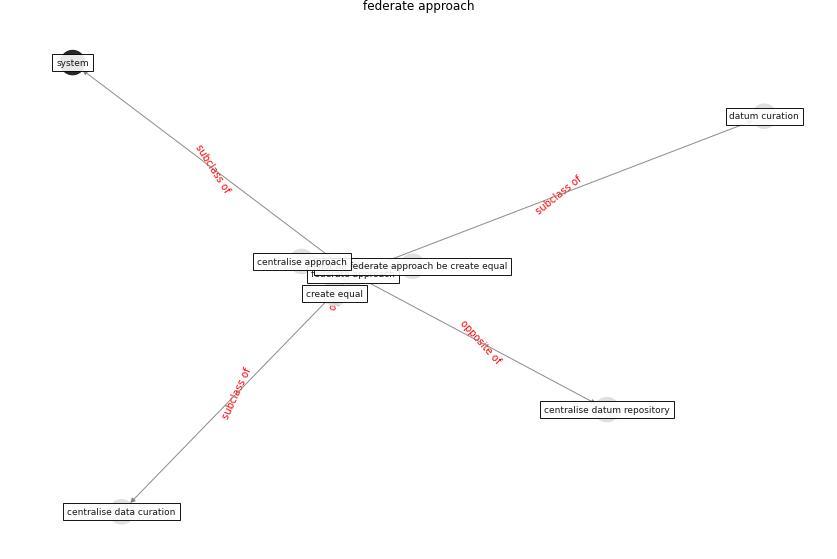 federate approach
system
datum curation
subclass of
subclass of
centralise approach
federate approach be create equal
federate approach
create equal
opposite of
subclass of
centralise datum repository
centralise data curation